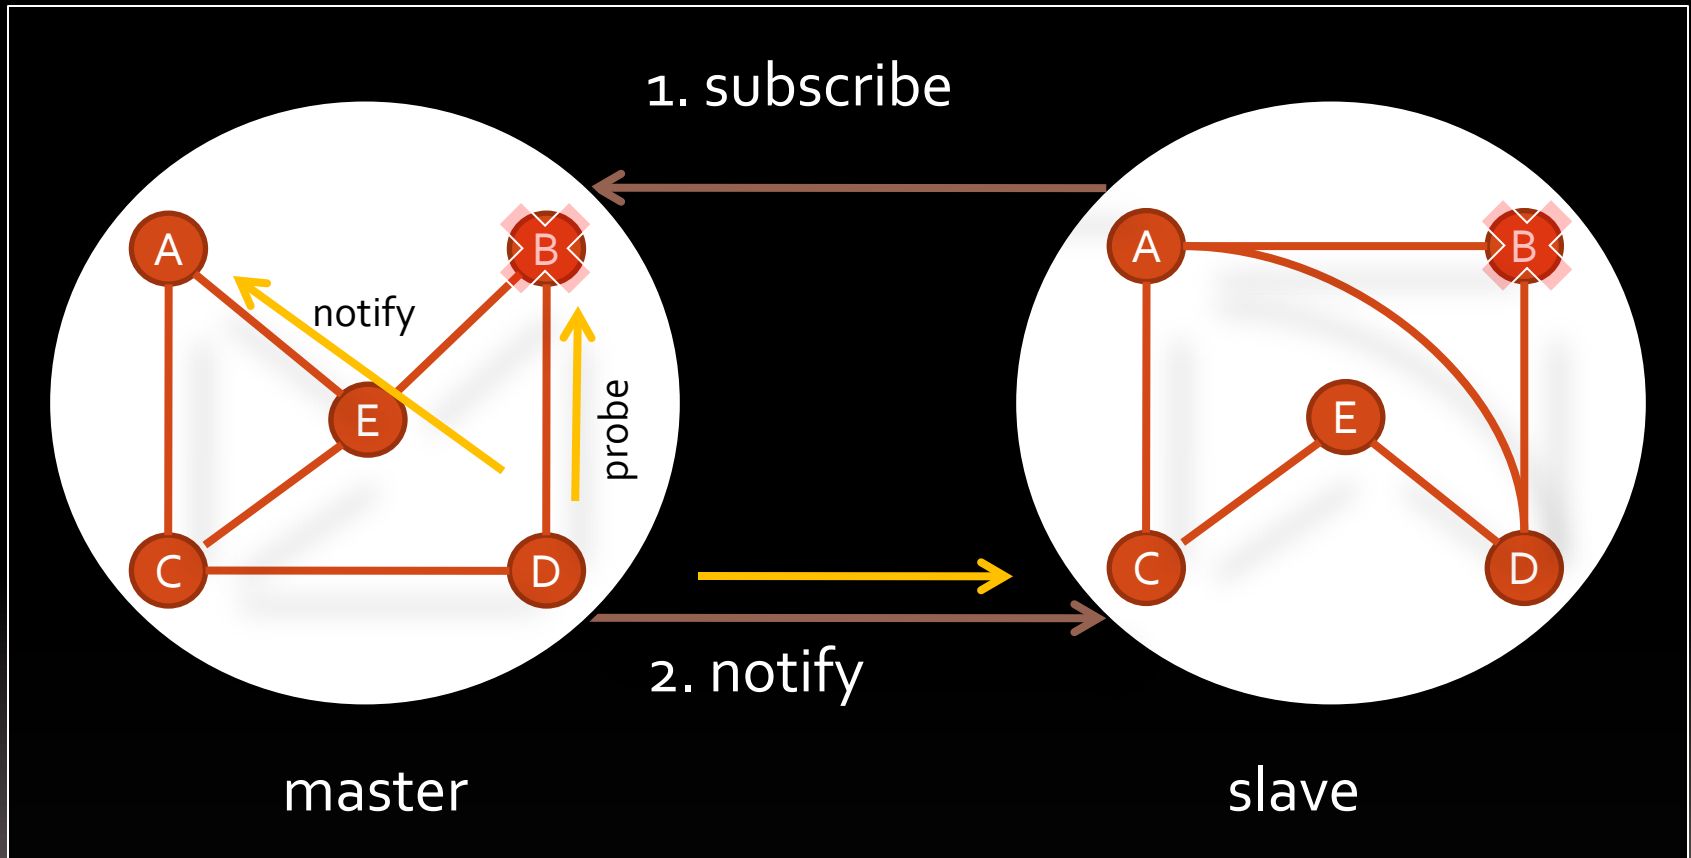 1. subscribe
A
B
notify
E
probe
C
D
A
B
E
C
D
2. notify
master
slave